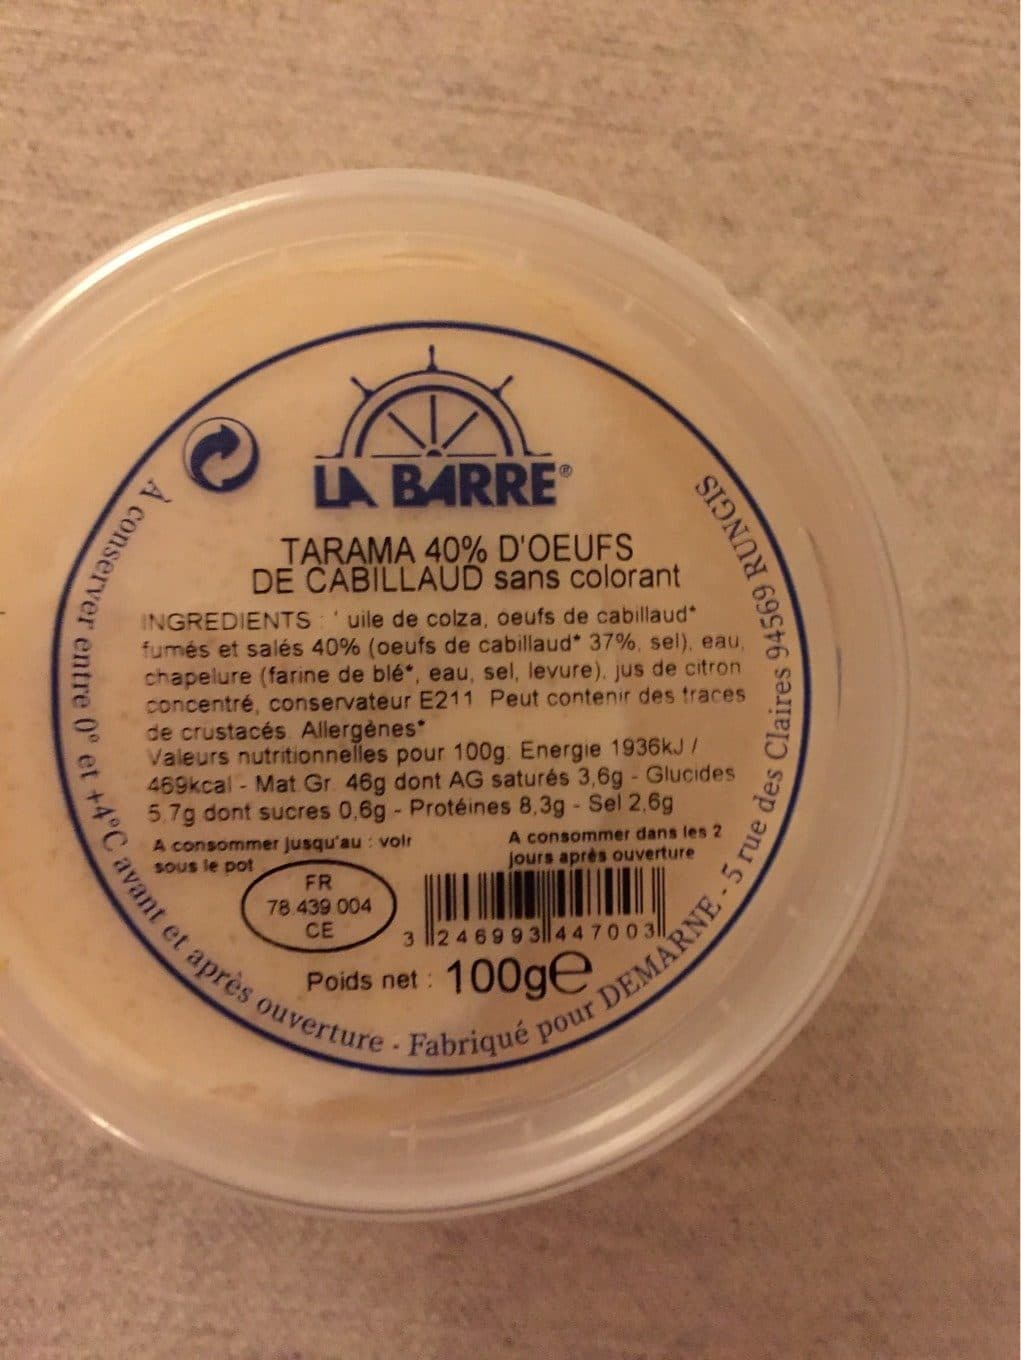 LA BARRE®
TARAMA 40% D'OEUFS
DE CABILLAUD sans colorant
INGREDIENTS : ' uile de colza, oeufs de cabillaud*
fumés et salés 40% (oeufs de cabillaud* 37%, sel), eau,
chapelure (farine de blé*, eau, sel, levure), jus de citron
concentré, conservateur E211 Peut contenir des traces
de crustacés. Allergènes*
Valeurs nutritionnelles pour 100g: Energie 1936kJ /
469kcal - Mat.Gr. 46g dont AG saturés 3,6g - Glucides
5,7g dont sucres 0,6g - Protéines 8,3g - Sel 2,6g
A consommer jusqu'au : voir
sous le pot
A consommer dans les 2
jours après ouverture
FR
78.439.004
CE
3 246993 447003
Poids net : 100g e
À conserver entre 0° et +4°C avant et après ouverture - Fabriqué pour DEMARNE - 5 rue des Claires 94569 RUNGIS